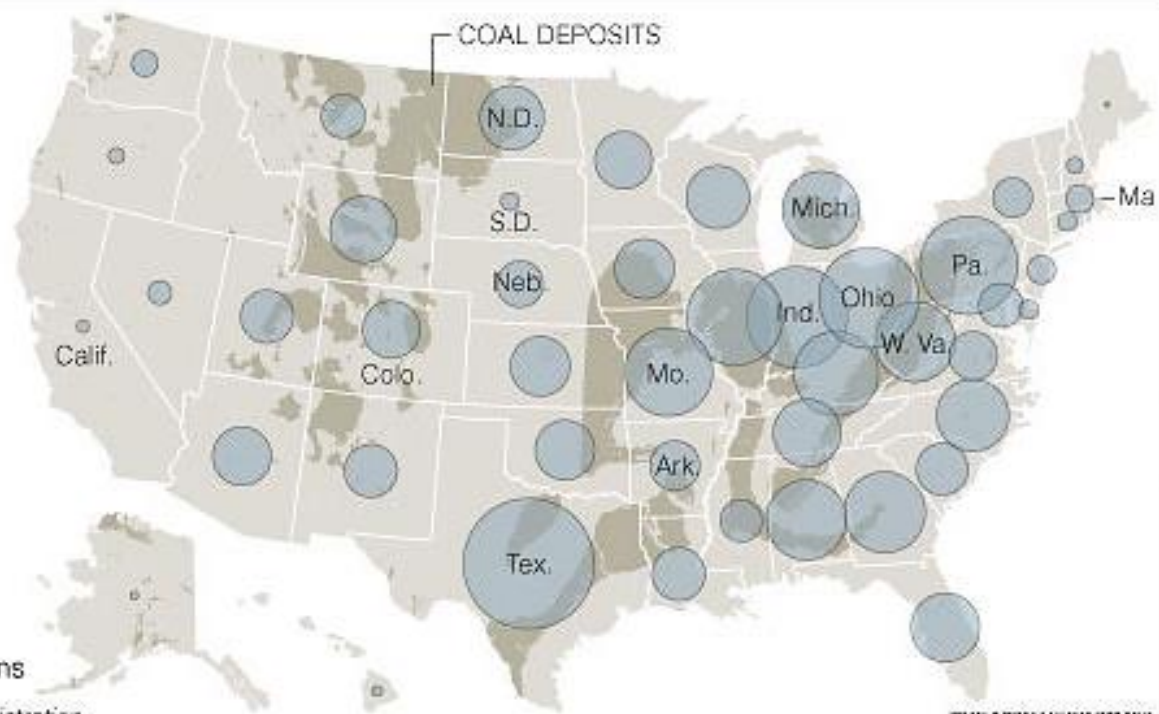 COAL DEPOSITS
N.D.
Mich.
Ma
S.D.
Neb.
Pa.
Ohio
Ind.
W. Va.
Calif.
Colo.
Mo.
Ark.
Tex.
ns